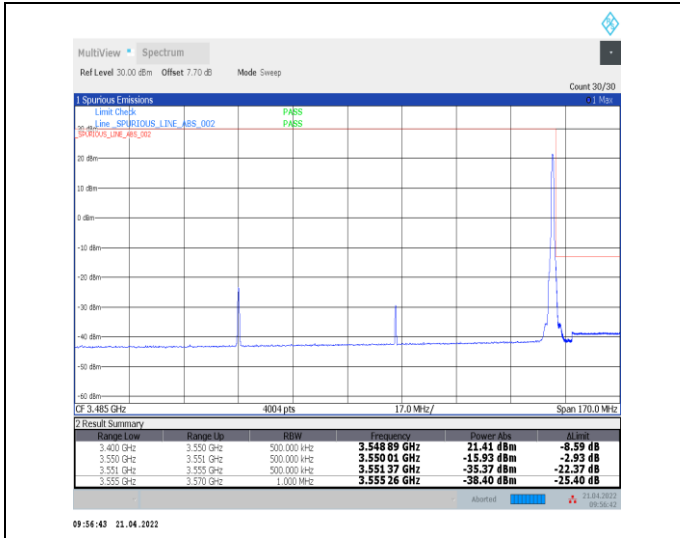 MultiView Spectrum
Ref Level 30.00 dBm Offset 7.70 dB Mode Sweep
Count 30/30
1 Spurious Emissions 1 Max
Limit Check PASS
Line _SPURIOUS_LINE_ABS_002 PASS
_SPURIOUS_LINE_ABS_002
20 dBm
10 dBm
0 dBm
-10 dBm
-20 dBm
-30 dBm
-40 dBm
-50 dBm
-60 dBm
CF 3.485 GHz 4004 pts 17.0 MHz/ Span 170.0 MHz
2 Result Summary
Range Low Range Up RBW Frequency Power Abs ΔLimit
3.400 GHz 3.550 GHz 500.000 kHz 3.548 89 GHz 21.41 dBm -8.59 dB
3.550 GHz 3.551 GHz 500.000 kHz 3.550 01 GHz -15.93 dBm -2.93 dB
3.551 GHz 3.555 GHz 500.000 kHz 3.551 37 GHz -35.37 dBm -22.37 dB
3.555 GHz 3.570 GHz 1.000 MHz 3.555 26 GHz -38.40 dBm -25.40 dB
Aborted 21.04.2022
09:56:42
09:56:43 21.04.2022